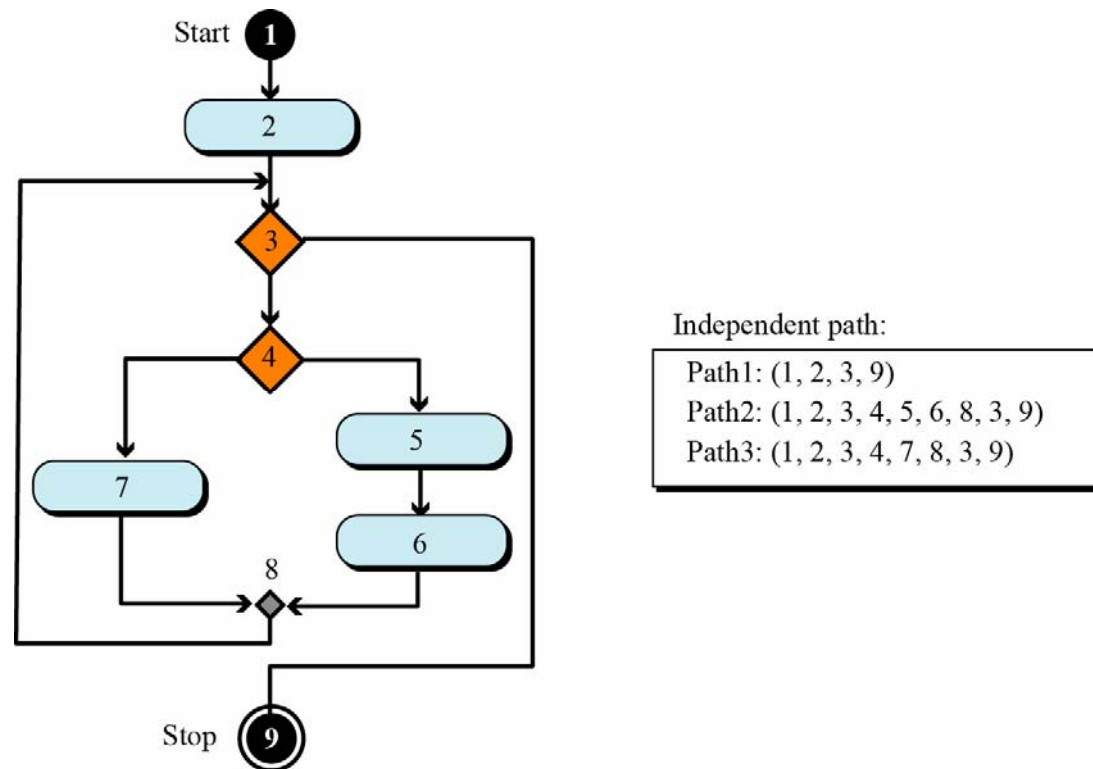 Start 1
2
3
4
5
7
6
8
Stop 9
Independent path:
Path1: (1, 2, 3, 9)
Path2: (1, 2, 3, 4, 5, 6, 8, 3, 9)
Path3: (1, 2, 3, 4, 7, 8, 3, 9)